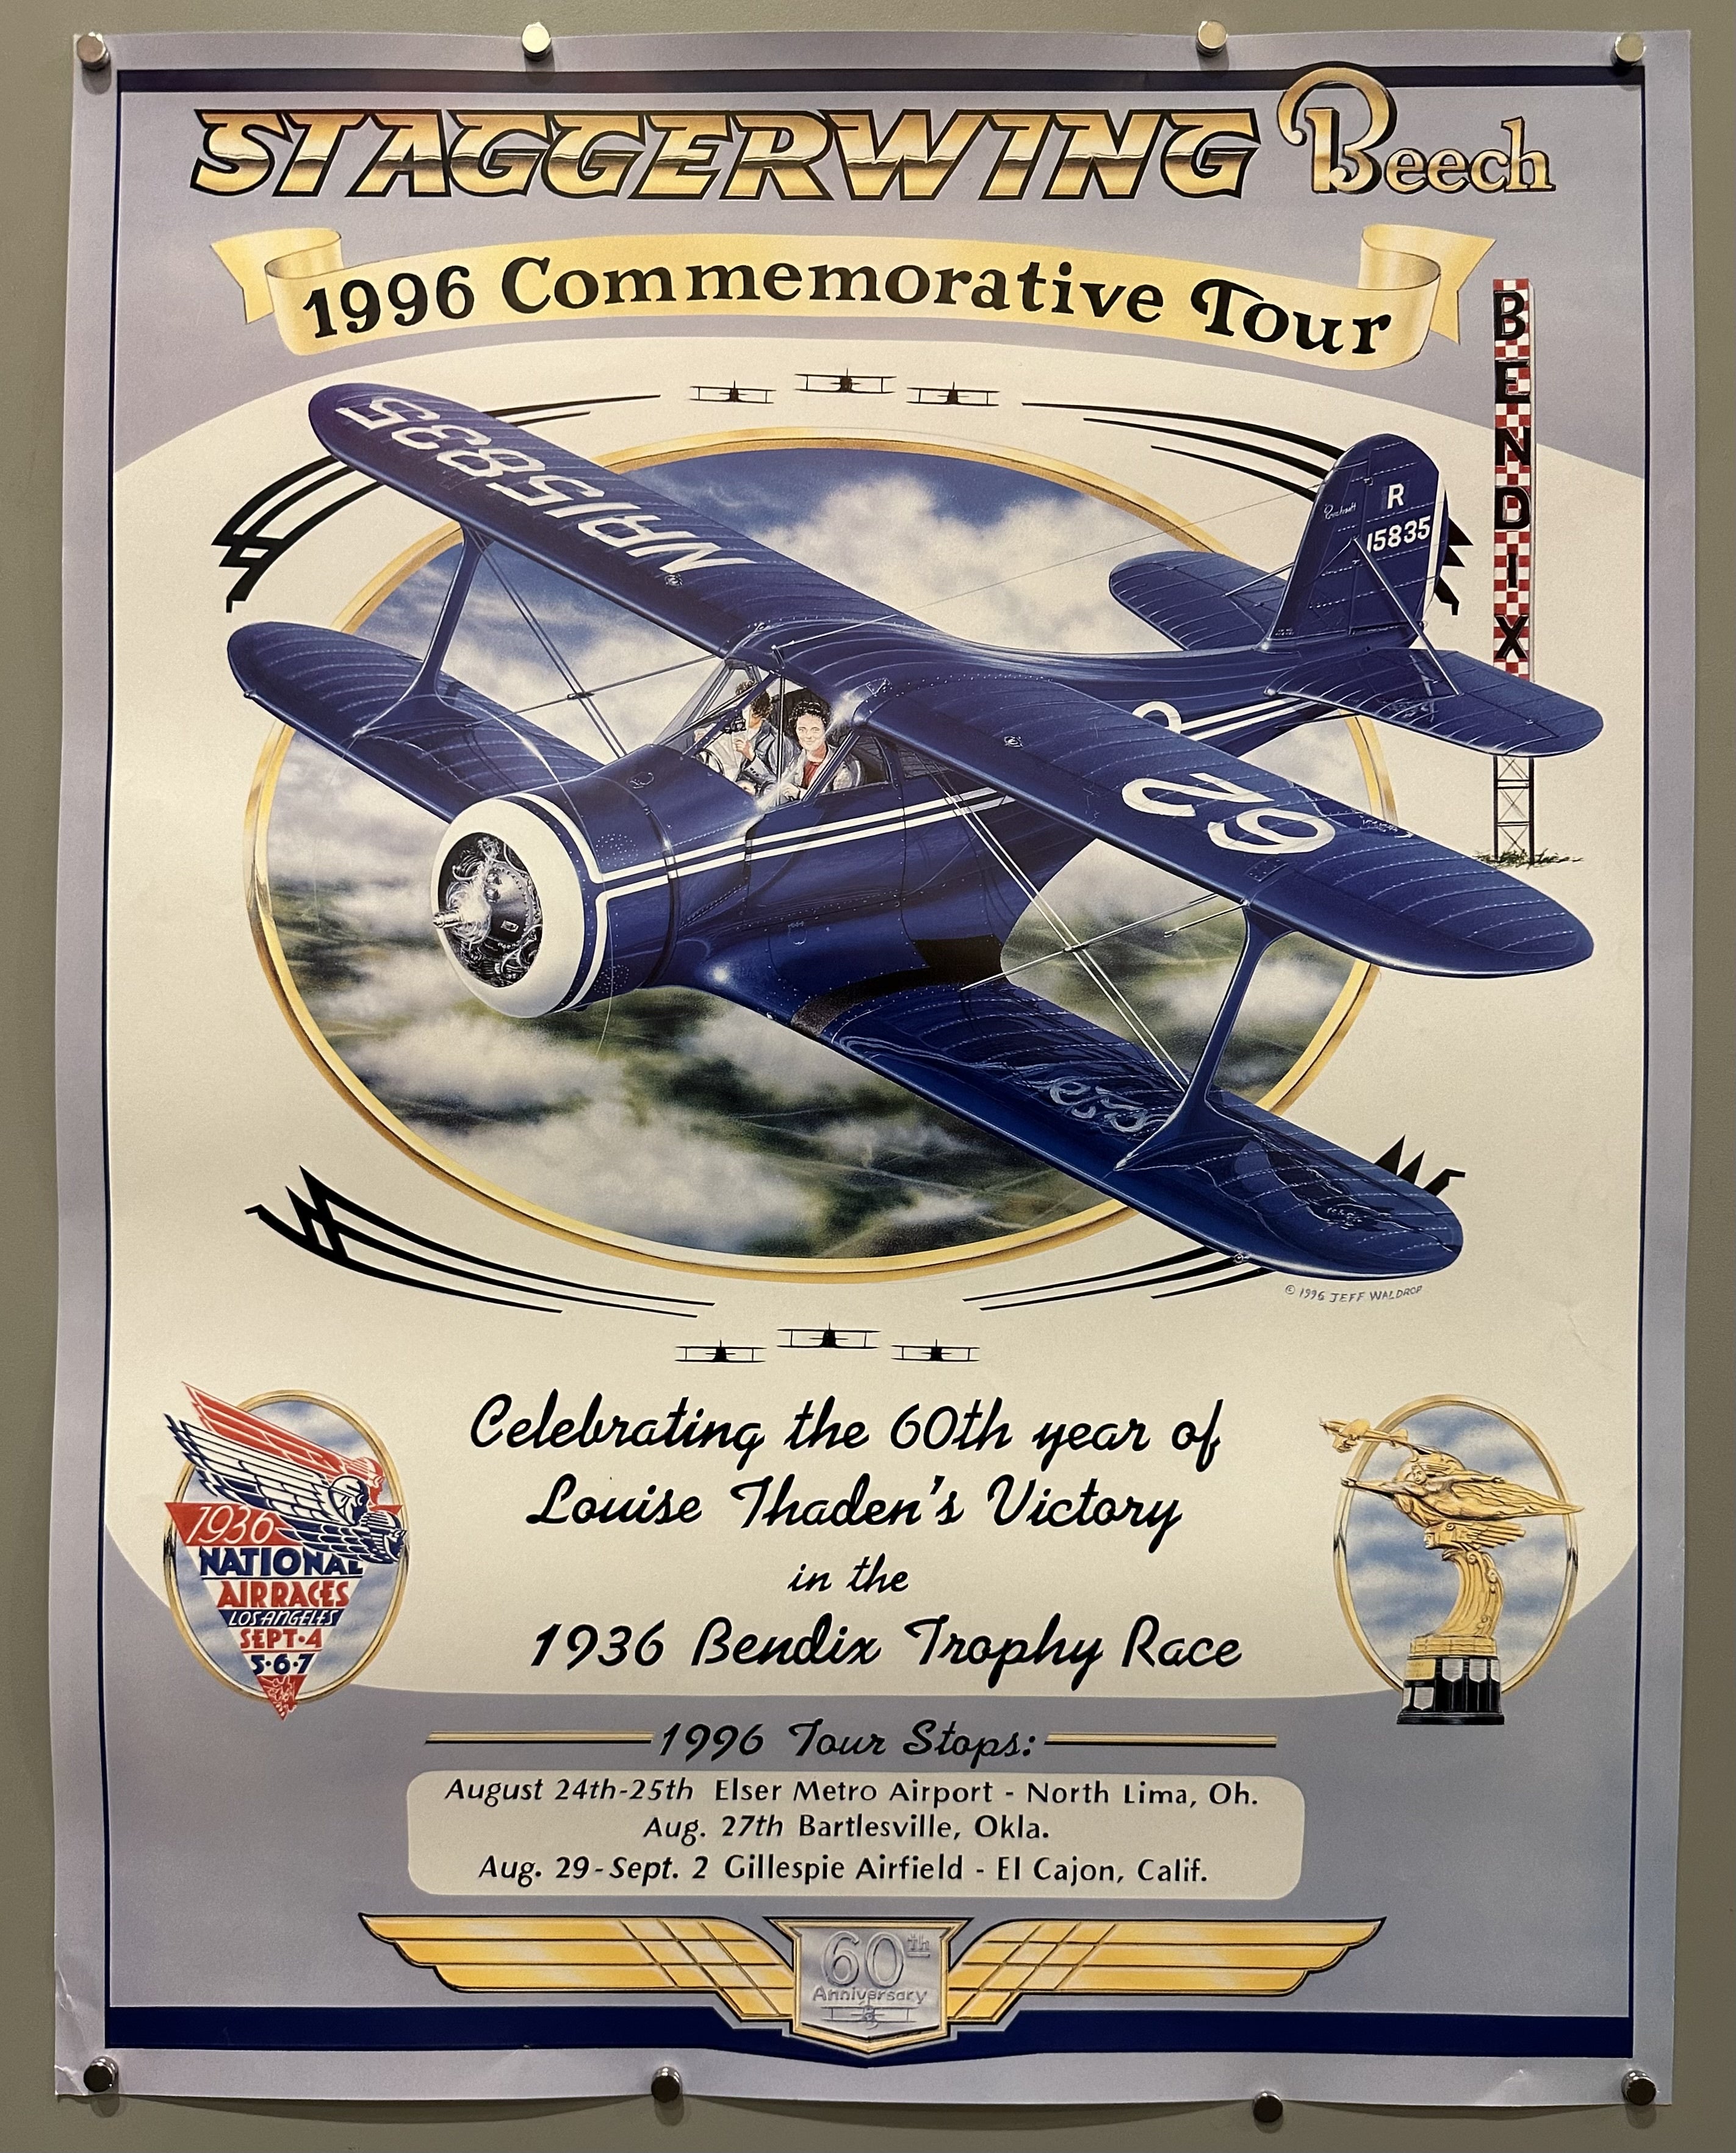 STAGGERWING Beech
1996 Commemorative Tour
BENDIX
NR15835
R
15835
62
© 1996 JEFF WALDROP
Celebrating the 60th year of
Louise Thaden's Victory
in the
1936 Bendix Trophy Race
1936
NATIONAL
AIR RACES
LOS ANGELES
SEPT·4
5·6·7
1996 Tour Stops:
August 24th-25th Elser Metro Airport - North Lima, Oh.
Aug. 27th Bartlesville, Okla.
Aug. 29-Sept. 2 Gillespie Airfield - El Cajon, Calif.
60th
Anniversary